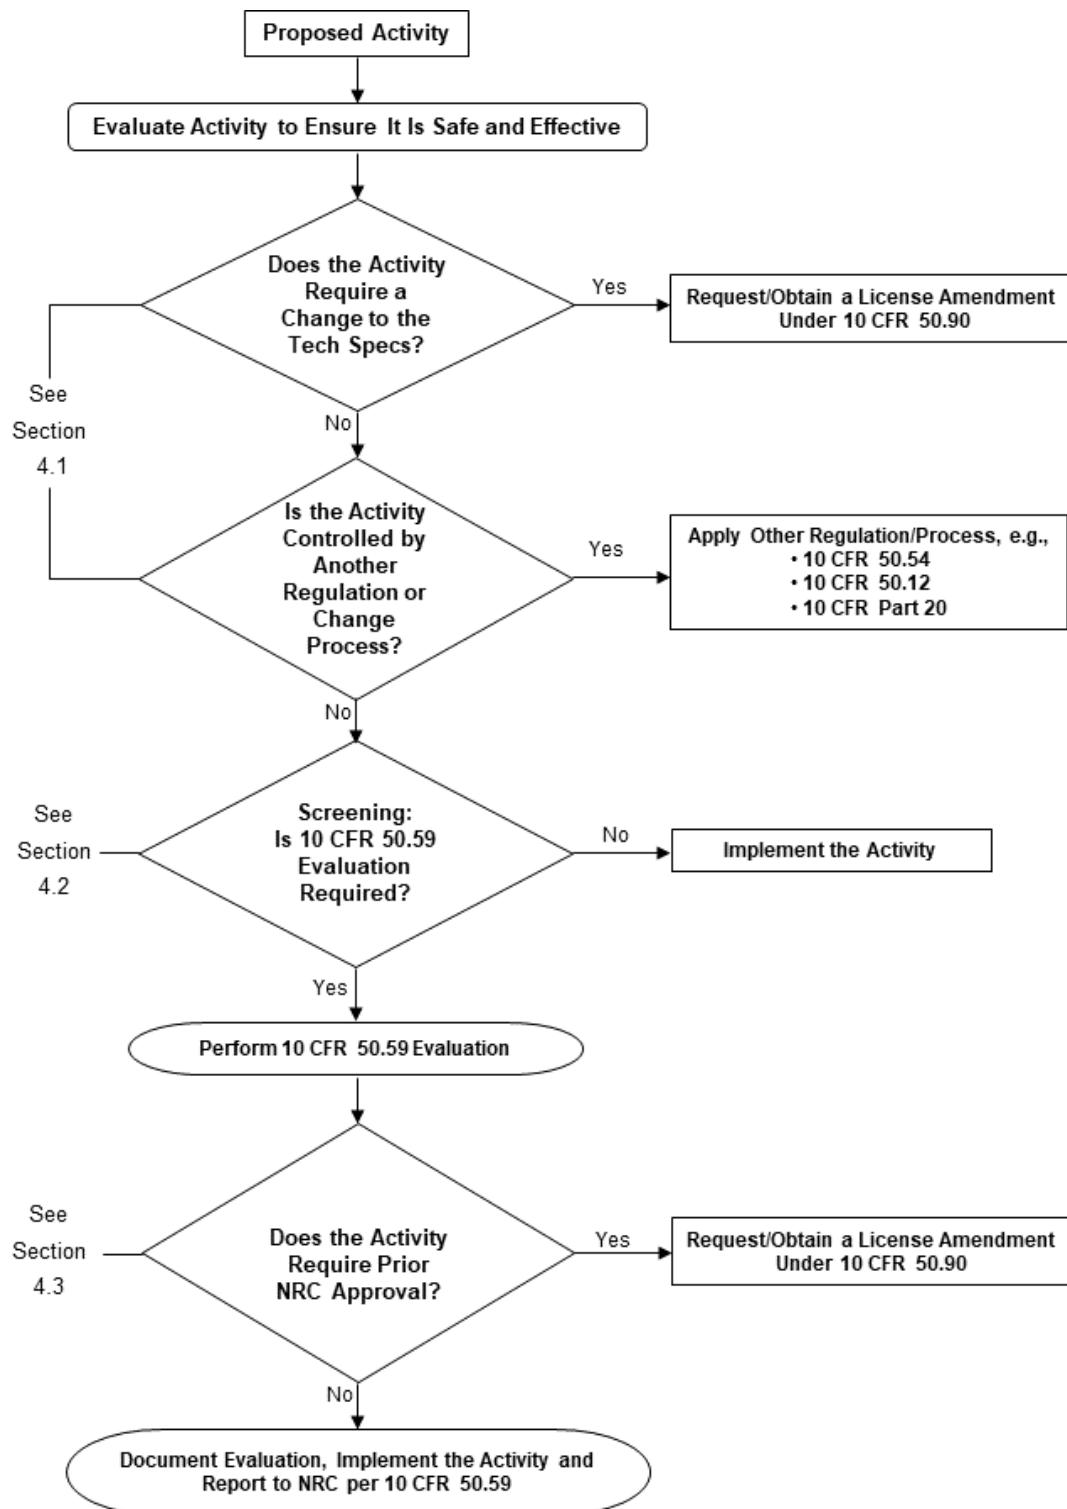 Proposed Activity
Evaluate Activity to Ensure It Is Safe and Effective
Does the Activity
Require a
Change to the
Tech Specs?
Yes
Request/Obtain a License Amendment
Under 10 CFR 50.90
See
Section
4.1
No
Is the Activity
Controlled by
Another
Regulation or
Change
Process?
Yes
Apply Other Regulation/Process, e.g.,
• 10 CFR 50.54
• 10 CFR 50.12
• 10 CFR Part 20
No
See
Section
4.2
Screening:
Is 10 CFR 50.59
Evaluation
Required?
No
Implement the Activity
Yes
Perform 10 CFR 50.59 Evaluation
See
Section
4.3
Does the Activity
Require Prior
NRC Approval?
Yes
Request/Obtain a License Amendment
Under 10 CFR 50.90
No
Document Evaluation, Implement the Activity and
Report to NRC per 10 CFR 50.59